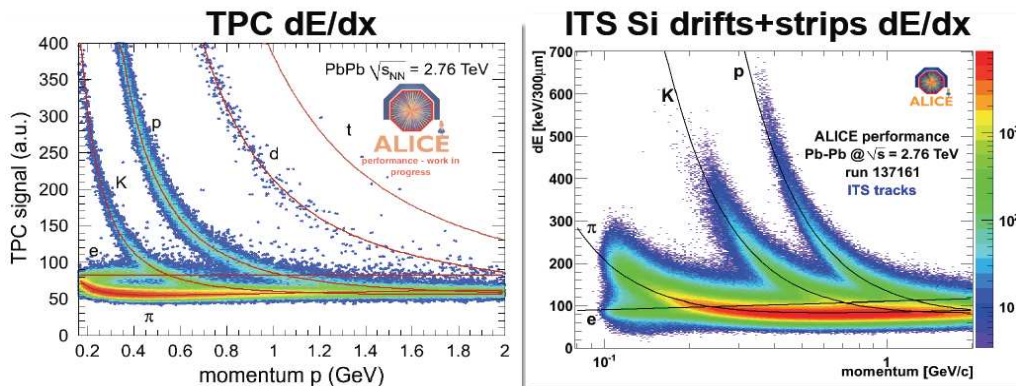 TPC dE/dx
TPC signal (a.u.)
400
350
300
250
200
150
100
50
0
PbPb √sNN = 2.76 TeV
ALICE
performance - work in
progress
p
K
d
t
e
π
0.2 0.4 0.6 0.8 1 1.2 1.4 1.6 1.8 2
momentum p (GeV)
ITS Si drifts+strips dE/dx
dE [keV/300μm]
700
600
500
400
300
200
100
0
K
p
π
e
ALICE
ALICE performance
Pb-Pb @ √s = 2.76 TeV
run 137161
ITS tracks
10⁻¹ 1
momentum [GeV/c]
10³
10²
10